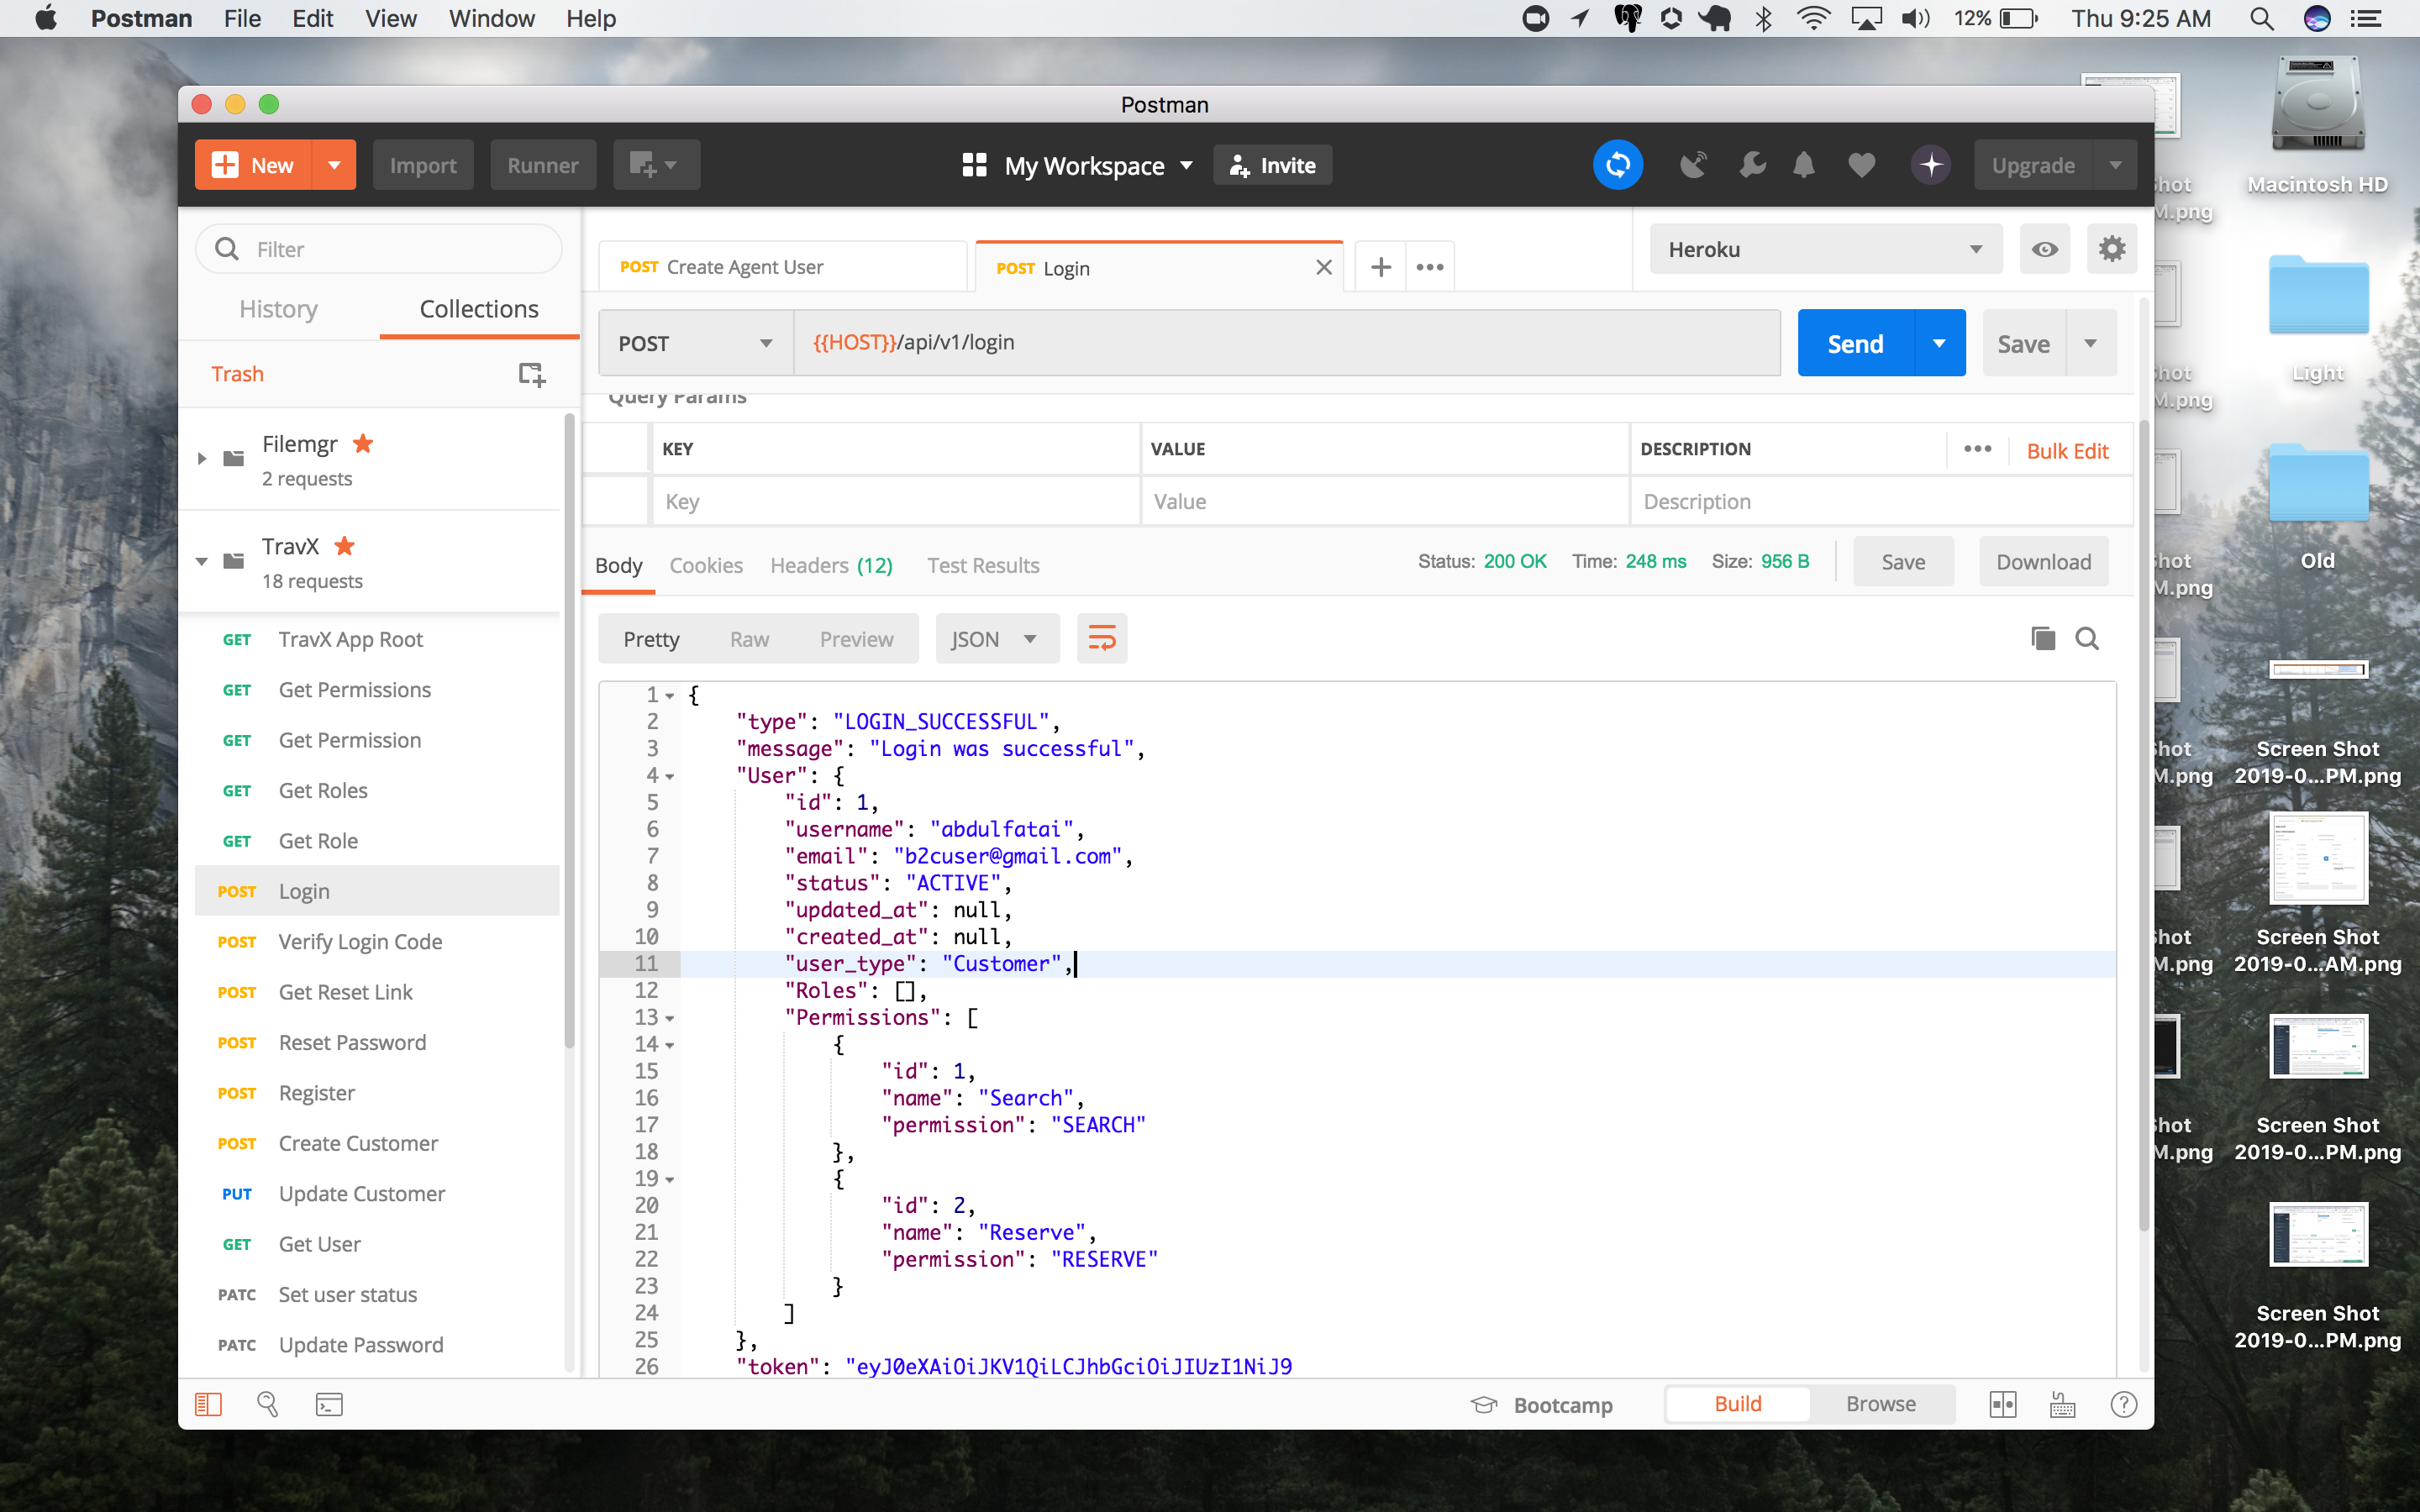 Postman File Edit View Window Help 12% Thu 9:25 AM
Postman
New Import Runner My Workspace Invite Upgrade
Filter
History Collections
Trash
Filemgr
2 requests
TravX
18 requests
GET TravX App Root
GET Get Permissions
GET Get Permission
GET Get Roles
GET Get Role
POST Login
POST Verify Login Code
POST Get Reset Link
POST Reset Password
POST Register
POST Create Customer
PUT Update Customer
GET Get User
PATC Set user status
PATC Update Password
POST Create Agent User POST Login
Heroku
POST {{HOST}}/api/v1/login Send Save
Query Params
KEY VALUE DESCRIPTION Bulk Edit
Key Value Description
Body Cookies Headers (12) Test Results Status: 200 OK Time: 248 ms Size: 956 B Save Download
Pretty Raw Preview JSON
1 {
2 "type": "LOGIN_SUCCESSFUL",
3 "message": "Login was successful",
4 "User": {
5 "id": 1,
6 "username": "abdulfatai",
7 "email": "b2cuser@gmail.com",
8 "status": "ACTIVE",
9 "updated_at": null,
10 "created_at": null,
11 "user_type": "Customer",
12 "Roles": [],
13 "Permissions": [
14 {
15 "id": 1,
16 "name": "Search",
17 "permission": "SEARCH"
18 },
19 {
20 "id": 2,
21 "name": "Reserve",
22 "permission": "RESERVE"
23 }
24 ]
25 },
26 "token": "eyJ0eXAiOiJKV1QiLCJhbGciOiJIUzI1NiJ9
Bootcamp Build Browse
Macintosh HD
Light
Old
Screen Shot
2019-0...PM.png
Screen Shot
2019-0...AM.png
Screen Shot
2019-0...PM.png
Screen Shot
2019-0...PM.png